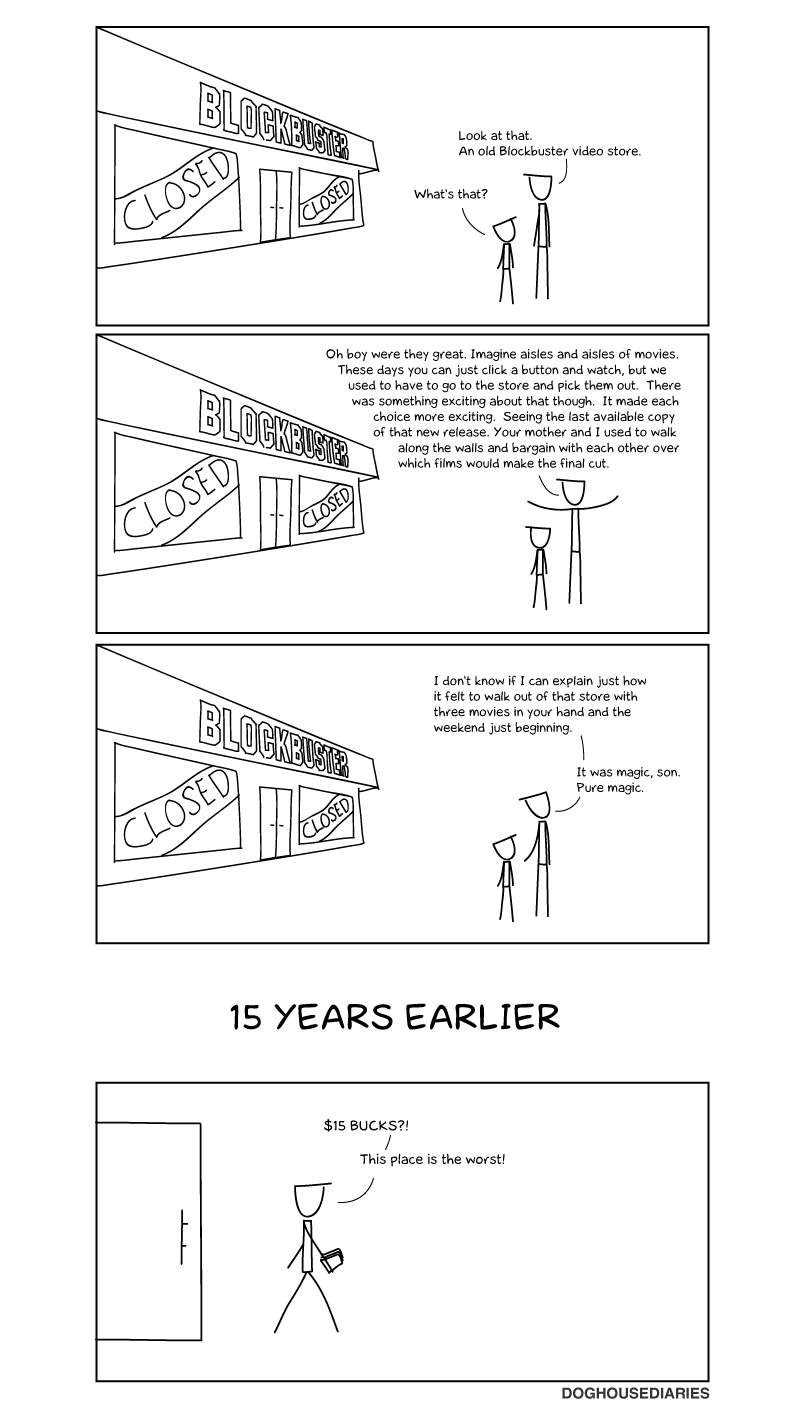 BLOCKBUSTER
CLOSED
CLOSED
Look at that.
An old Blockbuster video store.
What's that?
Oh boy were they great. Imagine aisles and aisles of movies.
These days you can just click a button and watch, but we
used to have to go to the store and pick them out. There
was something exciting about that though. It made each
choice more exciting. Seeing the last available copy
of that new release. Your mother and I used to walk
along the walls and bargain with each other over
which films would make the final cut.
BLOCKBUSTER
CLOSED
CLOSED
I don't know if I can explain just how
it felt to walk out of that store with
three movies in your hand and the
weekend just beginning.
BLOCKBUSTER
CLOSED
CLOSED
It was magic, son.
Pure magic.
15 YEARS EARLIER
$15 BUCKS?!
This place is the worst!
DOGHOUSEDIARIES